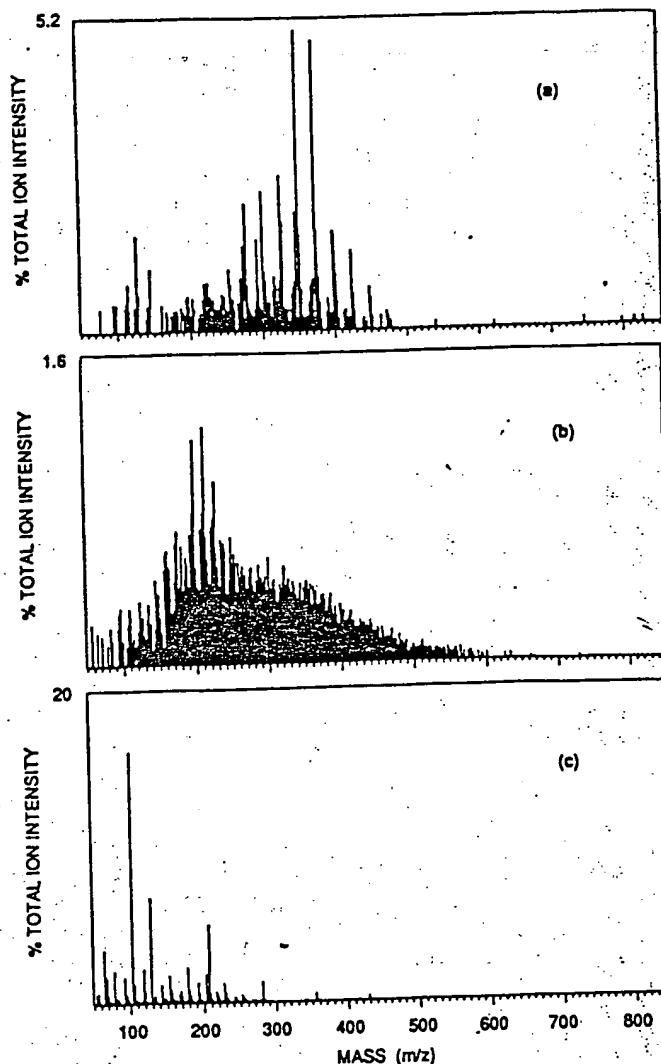 5.2
% TOTAL ION INTENSITY
(a)
1.6
% TOTAL ION INTENSITY
(b)
20
% TOTAL ION INTENSITY
(c)
100 200 300 400 500 600 700 800
MASS (m/z)